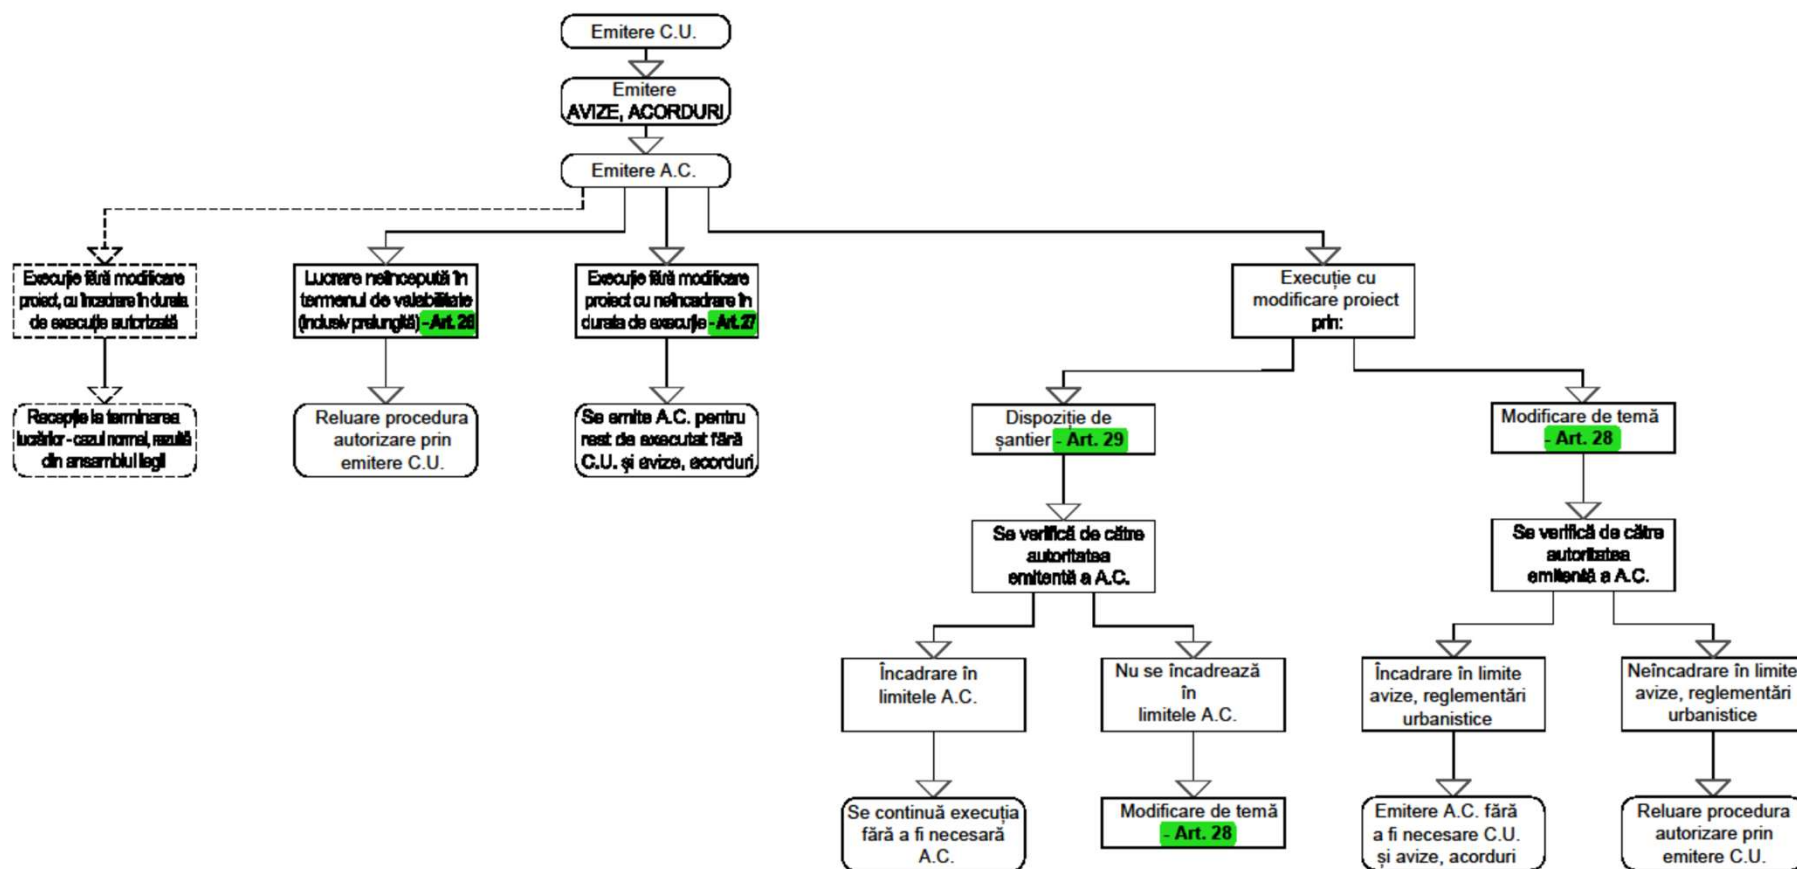 Emitere C.U.
Emitere
AVIZE, ACORDURI
Emitere A.C.
Execuție fără modificare
proiect, cu încadrare în durata
de execuție autorizată
Lucrare neîncepută în
termenul de valabilitate
(inclusiv prelungită) - Art. 26
Execuție fără modificare
proiect cu neîncadrare în
durata de execuție - Art. 27
Execuție cu
modificare proiect
prin:
Recepție la terminarea
lucrărilor - cazul normal, rezultă
din ansamblul legii
Reluare procedura
autorizare prin
emitere C.U.
Se emite A.C. pentru
rest de executat fără
C.U. și avize, acorduri
Dispoziție de
șantier - Art. 29
Modificare de temă
- Art. 28
Se verifică de către
autoritatea
emitentă a A.C.
Se verifică de către
autoritatea
emitentă a A.C.
Încadrare în
limitele A.C.
Nu se încadrează
în
limitele A.C.
Încadrare în limite
avize, reglementări
urbanistice
Neîncadrare în limite
avize, reglementări
urbanistice
Se continuă execuția
fără a fi necesară
A.C.
Modificare de temă
- Art. 28
Emitere A.C. fără
a fi necesare C.U.
și avize, acorduri
Reluare procedura
autorizare prin
emitere C.U.